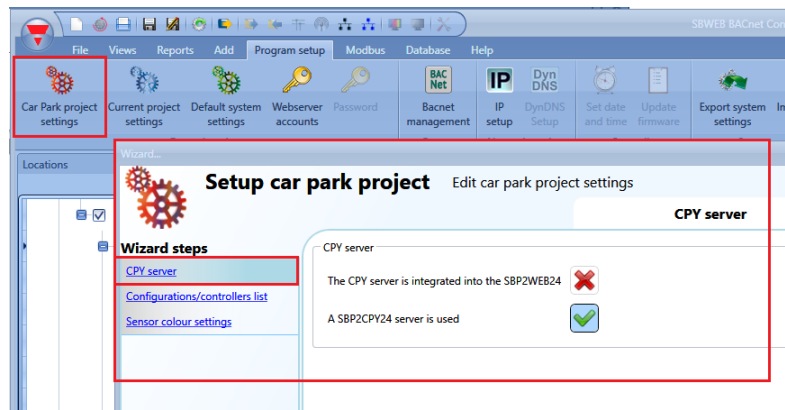 SBWEB BACnet Con
File Views Reports Add Program setup Modbus Database Help
BAC Net IP Dyn DNS
Car Park project settings
Current project settings
Default system settings
Webserver accounts
Password
Bacnet management
IP setup
DynDNS Setup
Set date and time
Update firmware
Export system settings
Locations
Wizard...
Setup car park project Edit car park project settings
CPY server
Wizard steps
CPY server
Configurations/controllers list
Sensor colour settings
CPY server
The CPY server is integrated into the SBP2WEB24
A SBP2CPY24 server is used